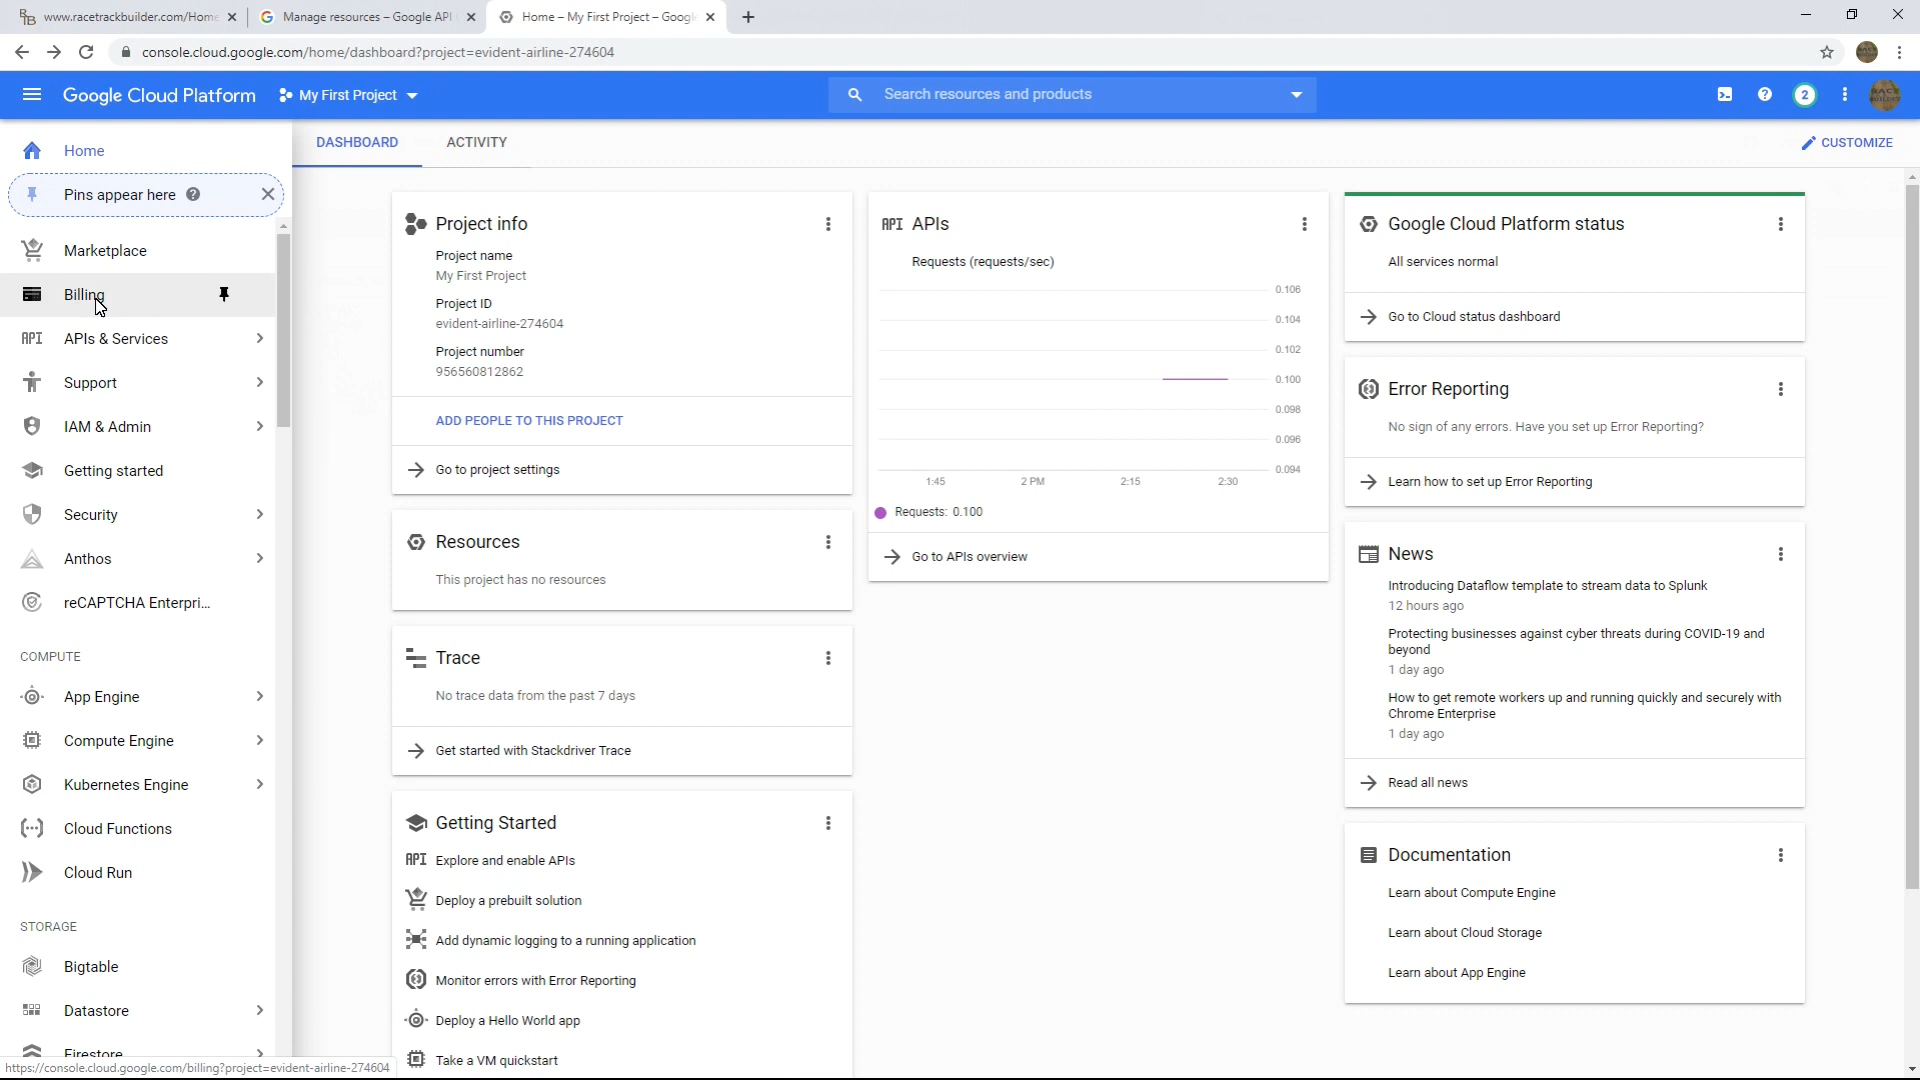 www.racetrackbuilder.com/Home
Manage resources – Google API
Home – My First Project – Googl
console.cloud.google.com/home/dashboard?project=evident-airline-274604
Google Cloud Platform
My First Project
Search resources and products
2
Home
Pins appear here
Marketplace
Billing
API APIs & Services
Support
IAM & Admin
Getting started
Security
Anthos
reCAPTCHA Enterpri...
COMPUTE
App Engine
Compute Engine
Kubernetes Engine
Cloud Functions
Cloud Run
STORAGE
Bigtable
Datastore
Firestore
https://console.cloud.google.com/billing?project=evident-airline-274604
DASHBOARD
ACTIVITY
CUSTOMIZE
Project info
Project name
My First Project
Project ID
evident-airline-274604
Project number
956560812862
ADD PEOPLE TO THIS PROJECT
Go to project settings
Resources
This project has no resources
Trace
No trace data from the past 7 days
Get started with Stackdriver Trace
Getting Started
API Explore and enable APIs
Deploy a prebuilt solution
Add dynamic logging to a running application
Monitor errors with Error Reporting
Deploy a Hello World app
Take a VM quickstart
API APIs
Requests (requests/sec)
0.106
0.104
0.102
0.100
0.098
0.096
0.094
1:45 2 PM 2:15 2:30
Requests: 0.100
Go to APIs overview
Google Cloud Platform status
All services normal
Go to Cloud status dashboard
Error Reporting
No sign of any errors. Have you set up Error Reporting?
Learn how to set up Error Reporting
News
Introducing Dataflow template to stream data to Splunk
12 hours ago
Protecting businesses against cyber threats during COVID-19 and
beyond
1 day ago
How to get remote workers up and running quickly and securely with
Chrome Enterprise
1 day ago
Read all news
Documentation
Learn about Compute Engine
Learn about Cloud Storage
Learn about App Engine